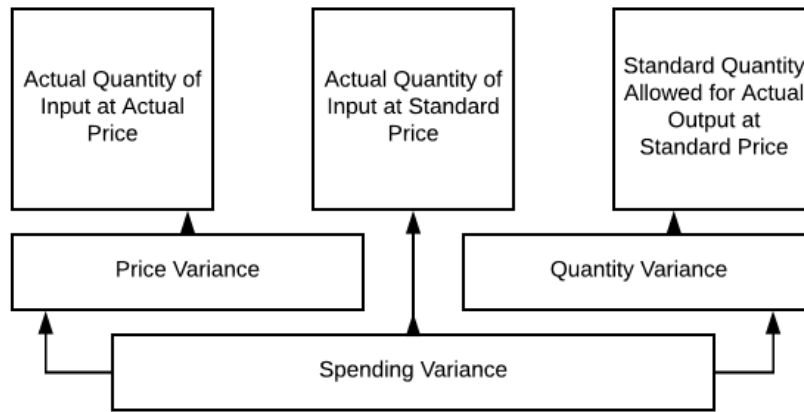 Actual Quantity of
Input at Actual
Price
Actual Quantity of
Input at Standard
Price
Standard Quantity
Allowed for Actual
Output at
Standard Price
Price Variance
Quantity Variance
Spending Variance